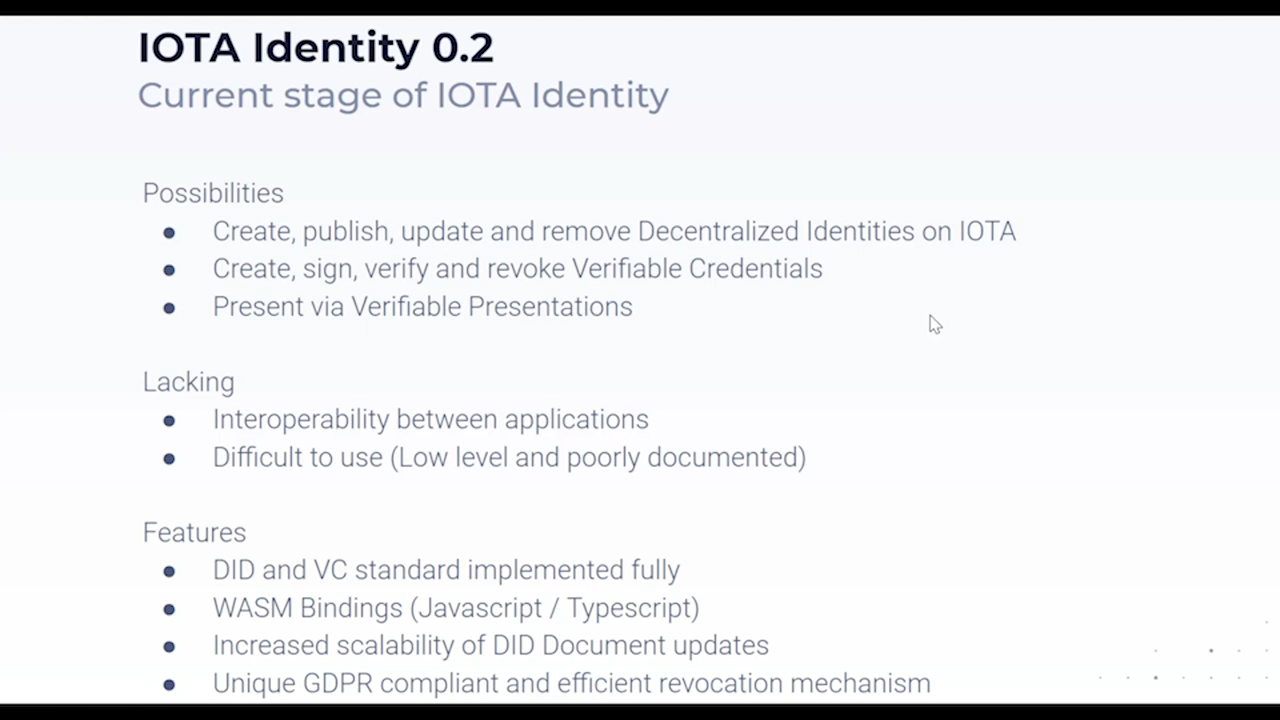 IOTA Identity 0.2
Current stage of IOTA Identity
Possibilities
● Create, publish, update and remove Decentralized Identities on IOTA
● Create, sign, verify and revoke Verifiable Credentials
● Present via Verifiable Presentations
Lacking
● Interoperability between applications
● Difficult to use (Low level and poorly documented)
Features
● DID and VC standard implemented fully
● WASM Bindings (Javascript / Typescript)
● Increased scalability of DID Document updates
● Unique GDPR compliant and efficient revocation mechanism